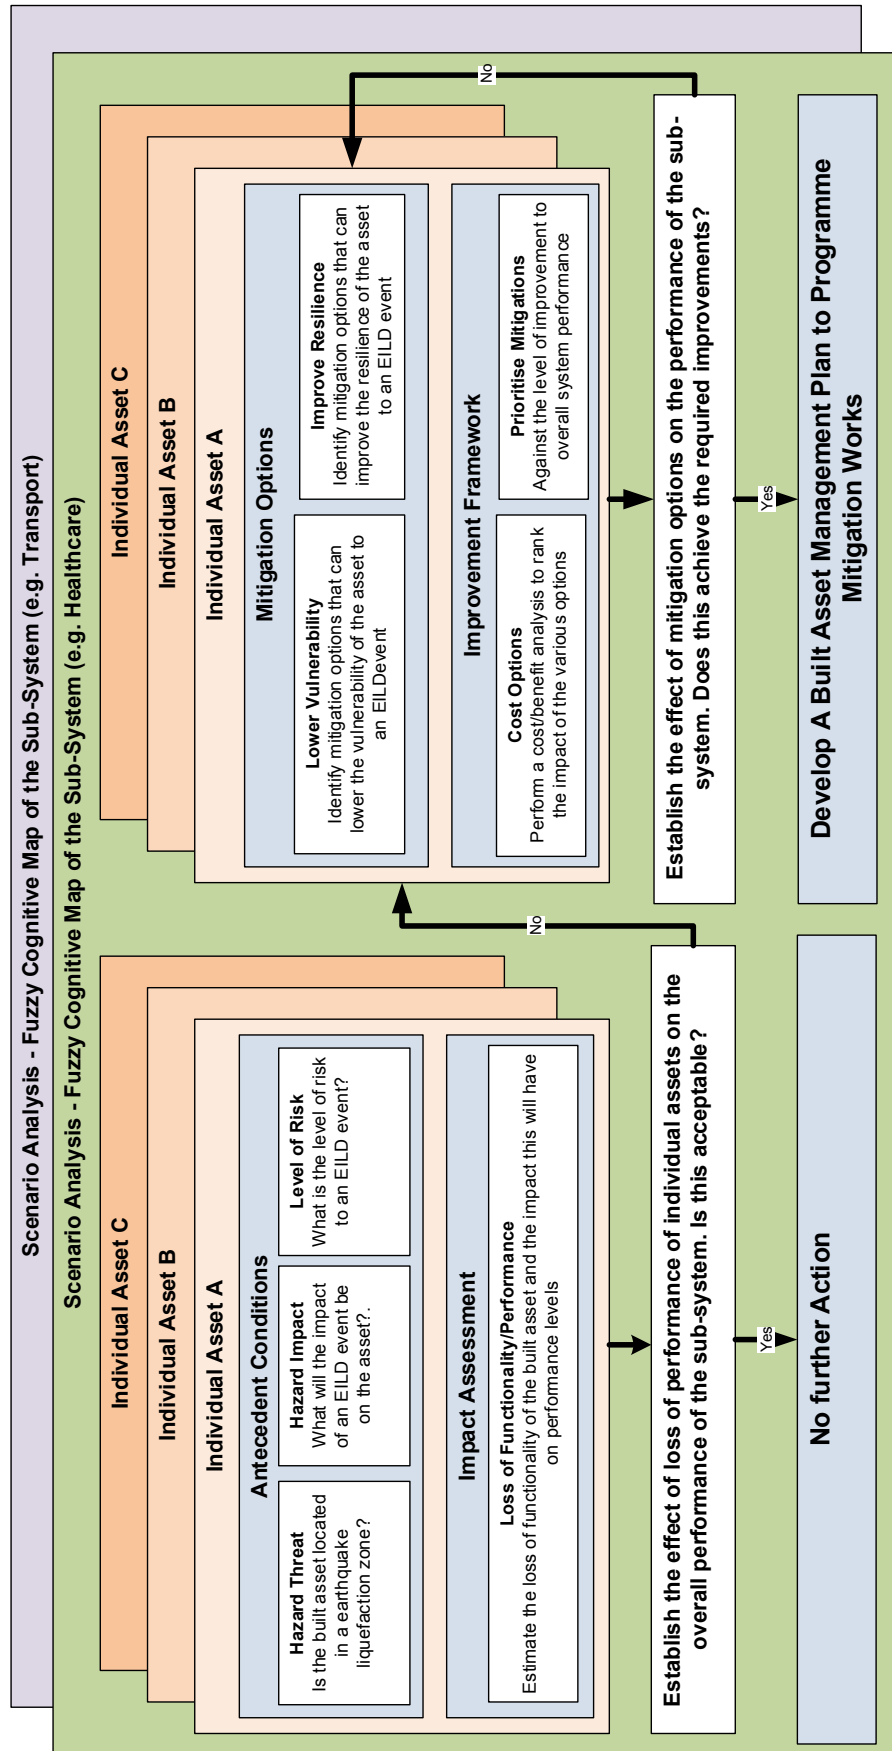 Scenario Analysis - Fuzzy Cognitive Map of the Sub-System (e.g. Transport)
Scenario Analysis - Fuzzy Cognitive Map of the Sub-System (e.g. Healthcare)
Individual Asset C
Individual Asset B
Individual Asset A
Antecedent Conditions
Hazard Threat
Is the built asset located
in a earthquake
liquefaction zone?
Hazard Impact
What will the impact
of an EILD event be
on the asset?.
Level of Risk
What is the level of risk
to an EILD event?
Impact Assessment
Loss of Functionality/Performance
Estimate the loss of functionality of the built asset and the impact this will have
on performance levels
Establish the effect of loss of performance of individual assets on the
overall performance of the sub-system. Is this acceptable?
Yes
No
No further Action
Individual Asset C
Individual Asset B
Individual Asset A
Mitigation Options
Lower Vulnerability
Identify mitigation options that can
lower the vulnerability of the asset to
an EILDevent
Improve Resilience
Identify mitigation options that can
improve the resilience of the asset
to an EILD event
Improvement Framework
Cost Options
Perform a cost/benefit analysis to rank
the impact of the various options
Prioritise Mitigations
Against the level of improvement to
overall system performance
Establish the effect of mitigation options on the performance of the sub-
system. Does this achieve the required improvements?
No
Yes
Develop A Built Asset Management Plan to Programme
Mitigation Works